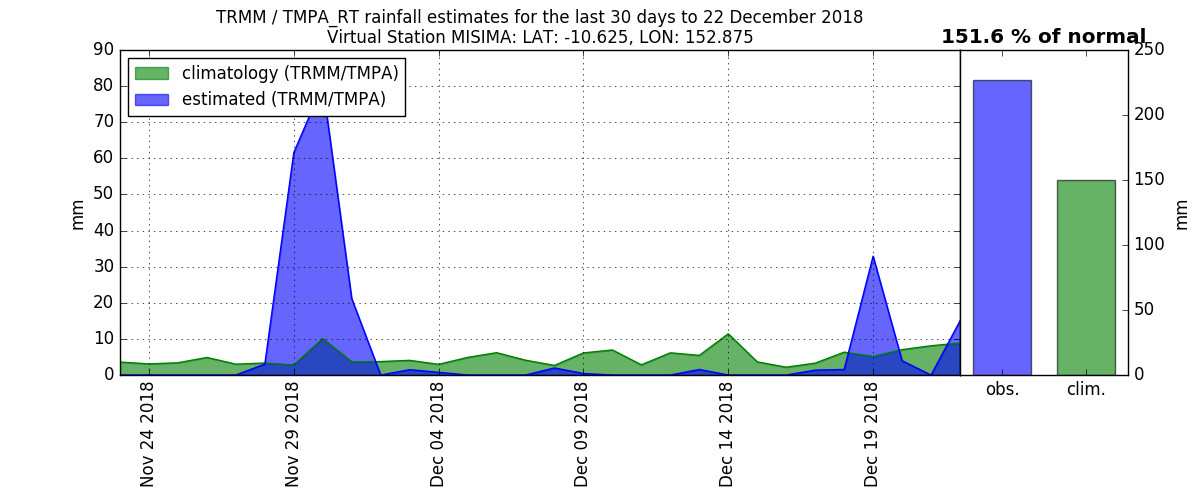 TRMM / TMPA_RT rainfall estimates for the last 30 days to 22 December 2018
Virtual Station MISIMA: LAT: -10.625, LON: 152.875
151.6 % of normal
climatology (TRMM/TMPA)
estimated (TRMM/TMPA)
90
80
70
60
50
40
30
20
10
0
mm
Nov 24 2018
Nov 29 2018
Dec 04 2018
Dec 09 2018
Dec 14 2018
Dec 19 2018
250
200
150
100
50
0
mm
obs.
clim.